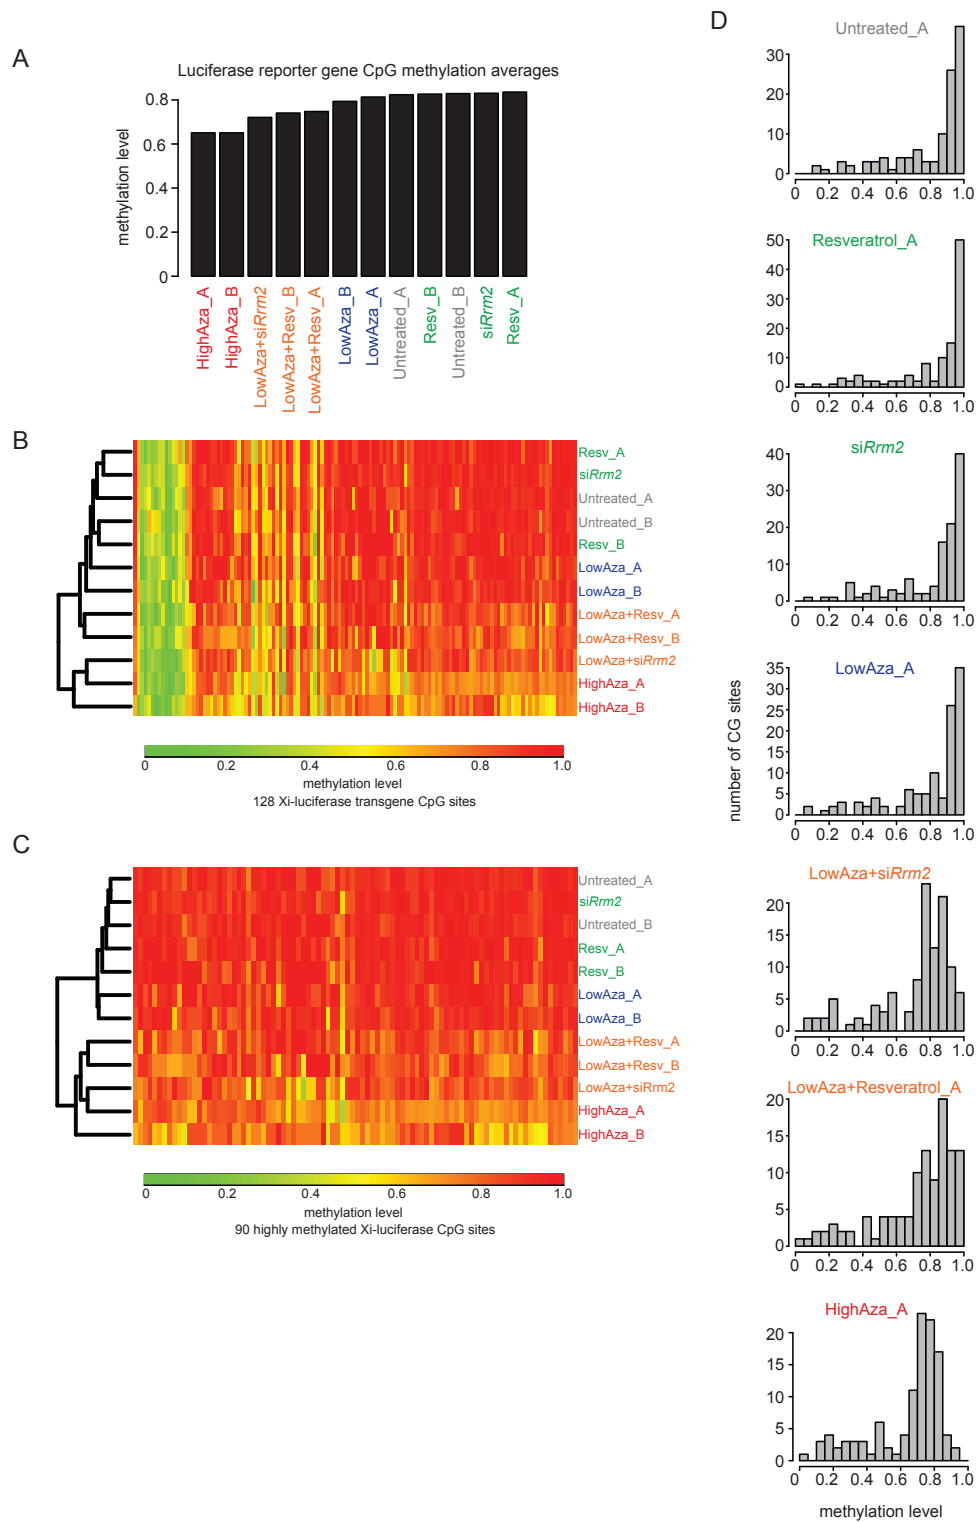 A
Luciferase reporter gene CpG methylation averages
methylation level
0.8
0.6
0.4
0.2
0
HighAza_A
HighAza_B
LowAza+siRrm2
LowAza+Resv_B
LowAza+Resv_A
LowAza_B
LowAza_A
Untreated_A
Resv_B
Untreated_B
siRrm2
Resv_A
B
Resv_A
siRrm2
Untreated_A
Untreated_B
Resv_B
LowAza_A
LowAza_B
LowAza+Resv_A
LowAza+Resv_B
LowAza+siRrm2
HighAza_A
HighAza_B
0 0.2 0.4 0.6 0.8 1.0
methylation level
128 Xi-luciferase transgene CpG sites
C
Untreated_A
siRrm2
Untreated_B
Resv_A
Resv_B
LowAza_A
LowAza_B
LowAza+Resv_A
LowAza+Resv_B
LowAza+siRrm2
HighAza_A
HighAza_B
0 0.2 0.4 0.6 0.8 1.0
methylation level
90 highly methylated Xi-luciferase CpG sites
D
Untreated_A
30
20
10
0
0 0.2 0.4 0.6 0.8 1.0
Resveratrol_A
50
40
30
20
10
0
0 0.2 0.4 0.6 0.8 1.0
siRrm2
40
30
20
10
0
0 0.2 0.4 0.6 0.8 1.0
LowAza_A
number of CG sites
35
30
25
20
15
10
5
0
0 0.2 0.4 0.6 0.8 1.0
LowAza+siRrm2
20
15
10
5
0
0 0.2 0.4 0.6 0.8 1.0
LowAza+Resveratrol_A
20
15
10
5
0
0 0.2 0.4 0.6 0.8 1.0
HighAza_A
20
15
10
5
0
0 0.2 0.4 0.6 0.8 1.0
methylation level